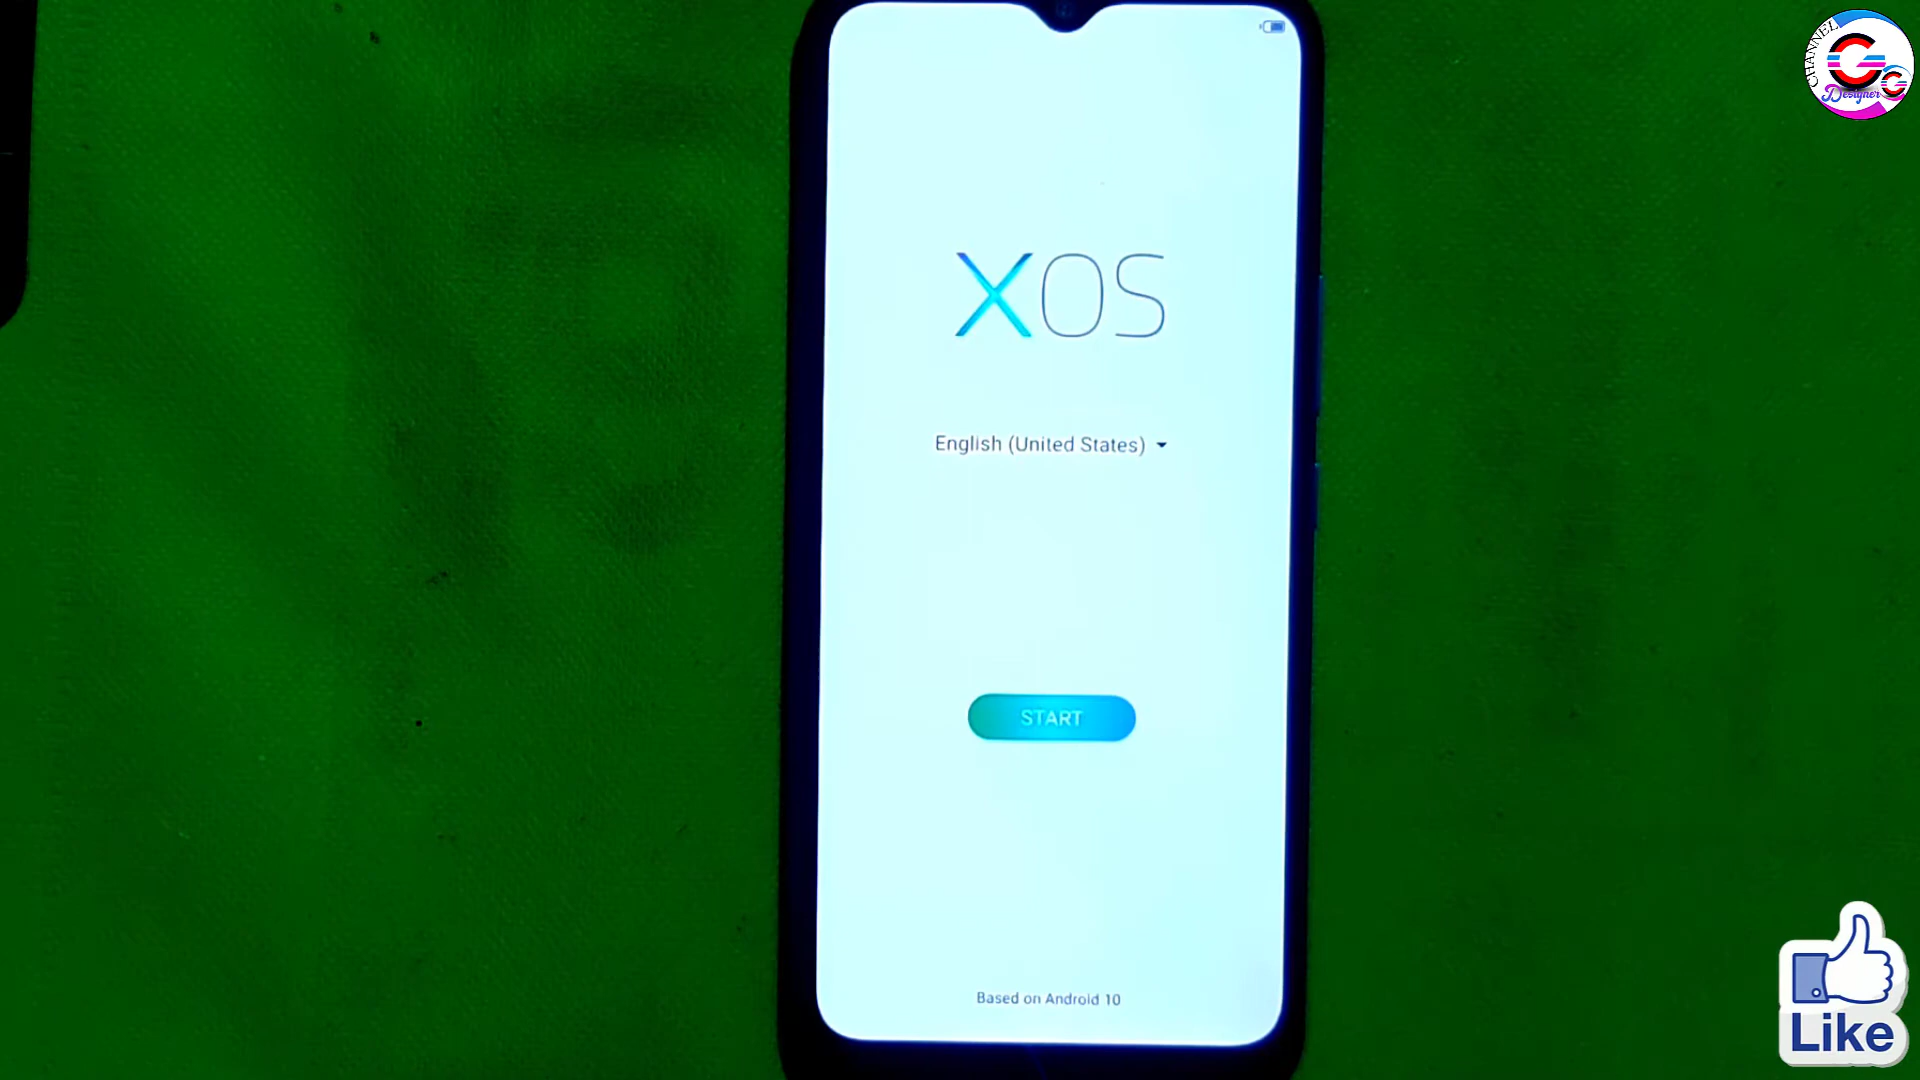 CHANNEL
Designer
XOS
English (United States)
START
Based on Android 10
Like